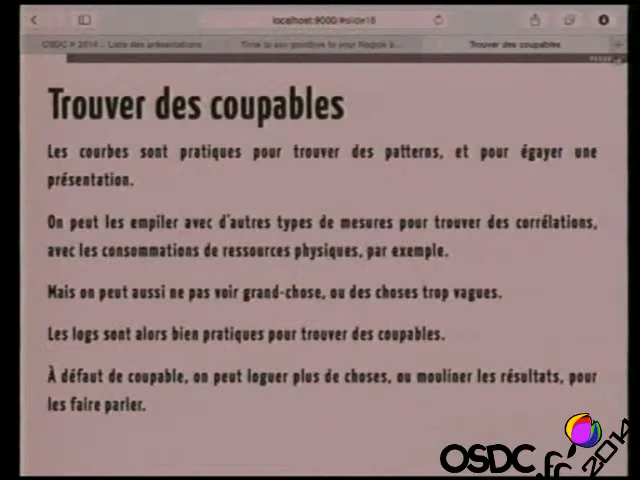 localhost:9000/#slide18
OSDC.fr 2014 :: Liste des présentations
Time to say goodbye to your Nagios b...
Trouver des coupables
Trouver des coupables
Les courbes sont pratiques pour trouver des patterns, et pour égayer une
présentation.
On peut les empiler avec d'autres types de mesures pour trouver des corrélations,
avec les consommations de ressources physiques, par exemple.
Mais on peut aussi ne pas voir grand-chose, ou des choses trop vagues.
Les logs sont alors bien pratiques pour trouver des coupables.
À défaut de coupable, on peut loguer plus de choses, ou mouliner les résultats, pour
les faire parler.
OSDC.fr 2014